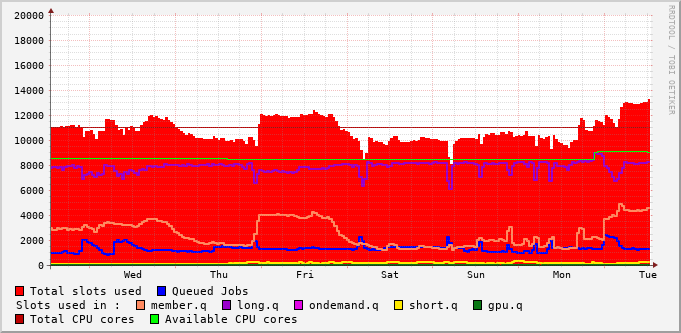 20000
18000
16000
14000
12000
10000
8000
6000
4000
2000
0
Wed Thu Fri Sat Sun Mon Tue
RRDTOOL / TOBI OETIKER
Total slots used Queued Jobs
Slots used in : member.q long.q ondemand.q short.q gpu.q
Total CPU cores Available CPU cores